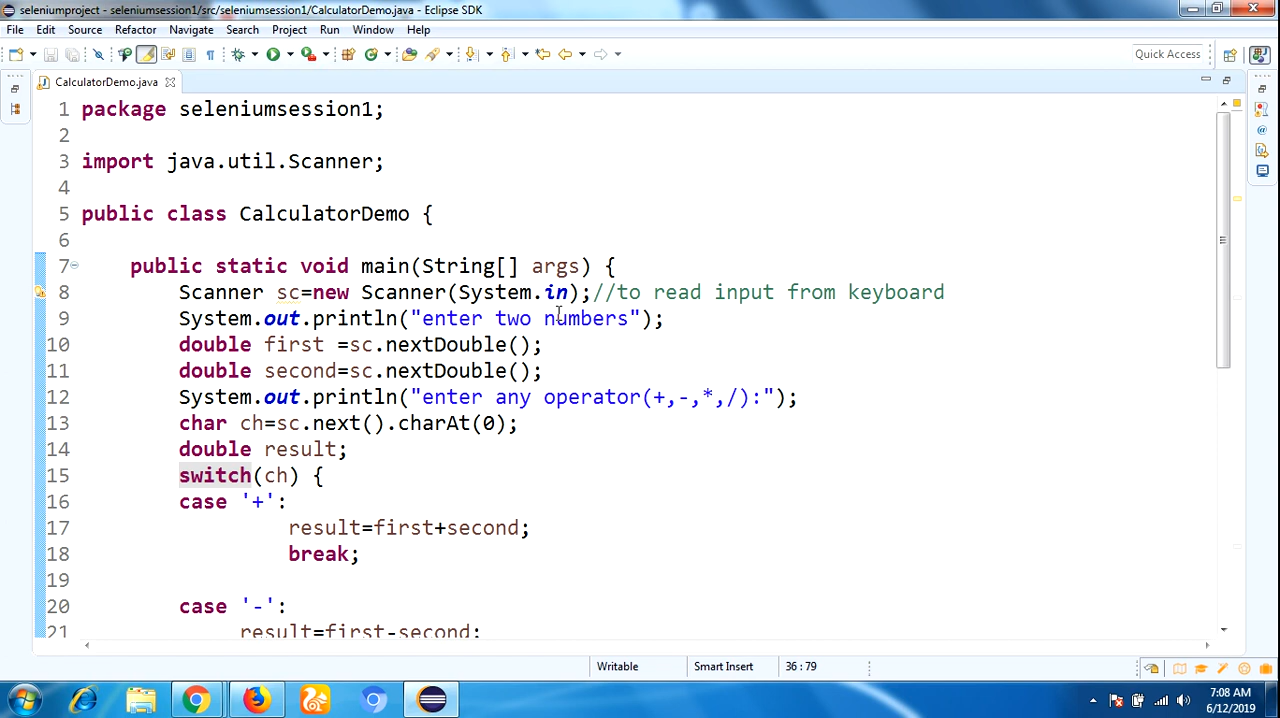 seleniumproject - seleniumsession1/src/seleniumsession1/CalculatorDemo.java - Eclipse SDK
File Edit Source Refactor Navigate Search Project Run Window Help
Quick Access
CalculatorDemo.java
1 package seleniumsession1;
2
3 import java.util.Scanner;
4
5 public class CalculatorDemo {
6
7 public static void main(String[] args) {
8 Scanner sc=new Scanner(System.in);//to read input from keyboard
9 System.out.println("enter two numbers");
10 double first =sc.nextDouble();
11 double second=sc.nextDouble();
12 System.out.println("enter any operator(+,-,*,/):");
13 char ch=sc.next().charAt(0);
14 double result;
15 switch(ch) {
16 case '+':
17 result=first+second;
18 break;
19
20 case '-':
21 result=first-second;
Writable Smart Insert 36 : 79
7:08 AM
6/12/2019